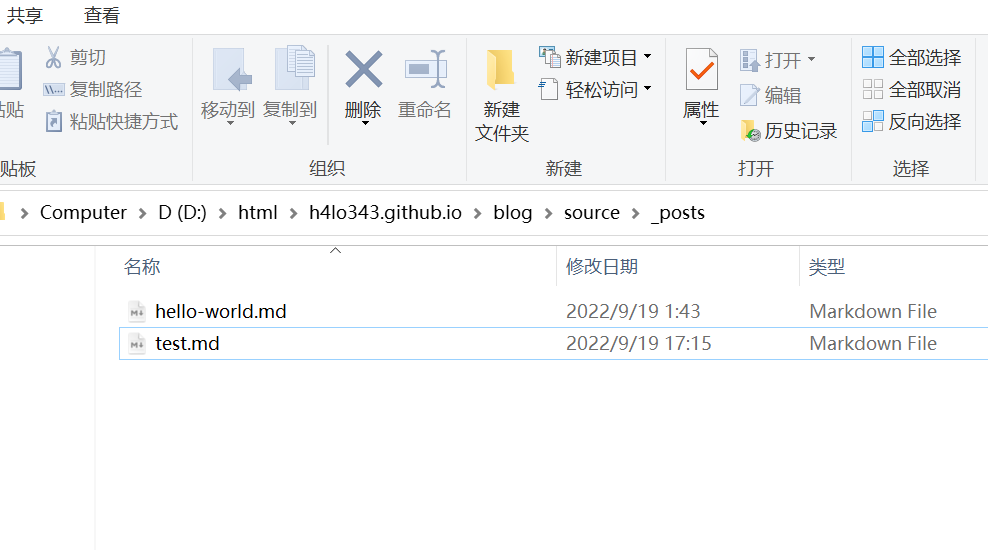 共享 查看
剪切
复制路径
粘贴快捷方式
移动到 复制到 删除 重命名
新建
文件夹
新建项目
轻松访问
属性
打开
编辑
历史记录
全部选择
全部取消
反向选择
贴板 组织 新建 打开 选择
Computer D (D:) html h4lo343.github.io blog source _posts
名称 修改日期 类型
hello-world.md 2022/9/19 1:43 Markdown File
test.md 2022/9/19 17:15 Markdown File